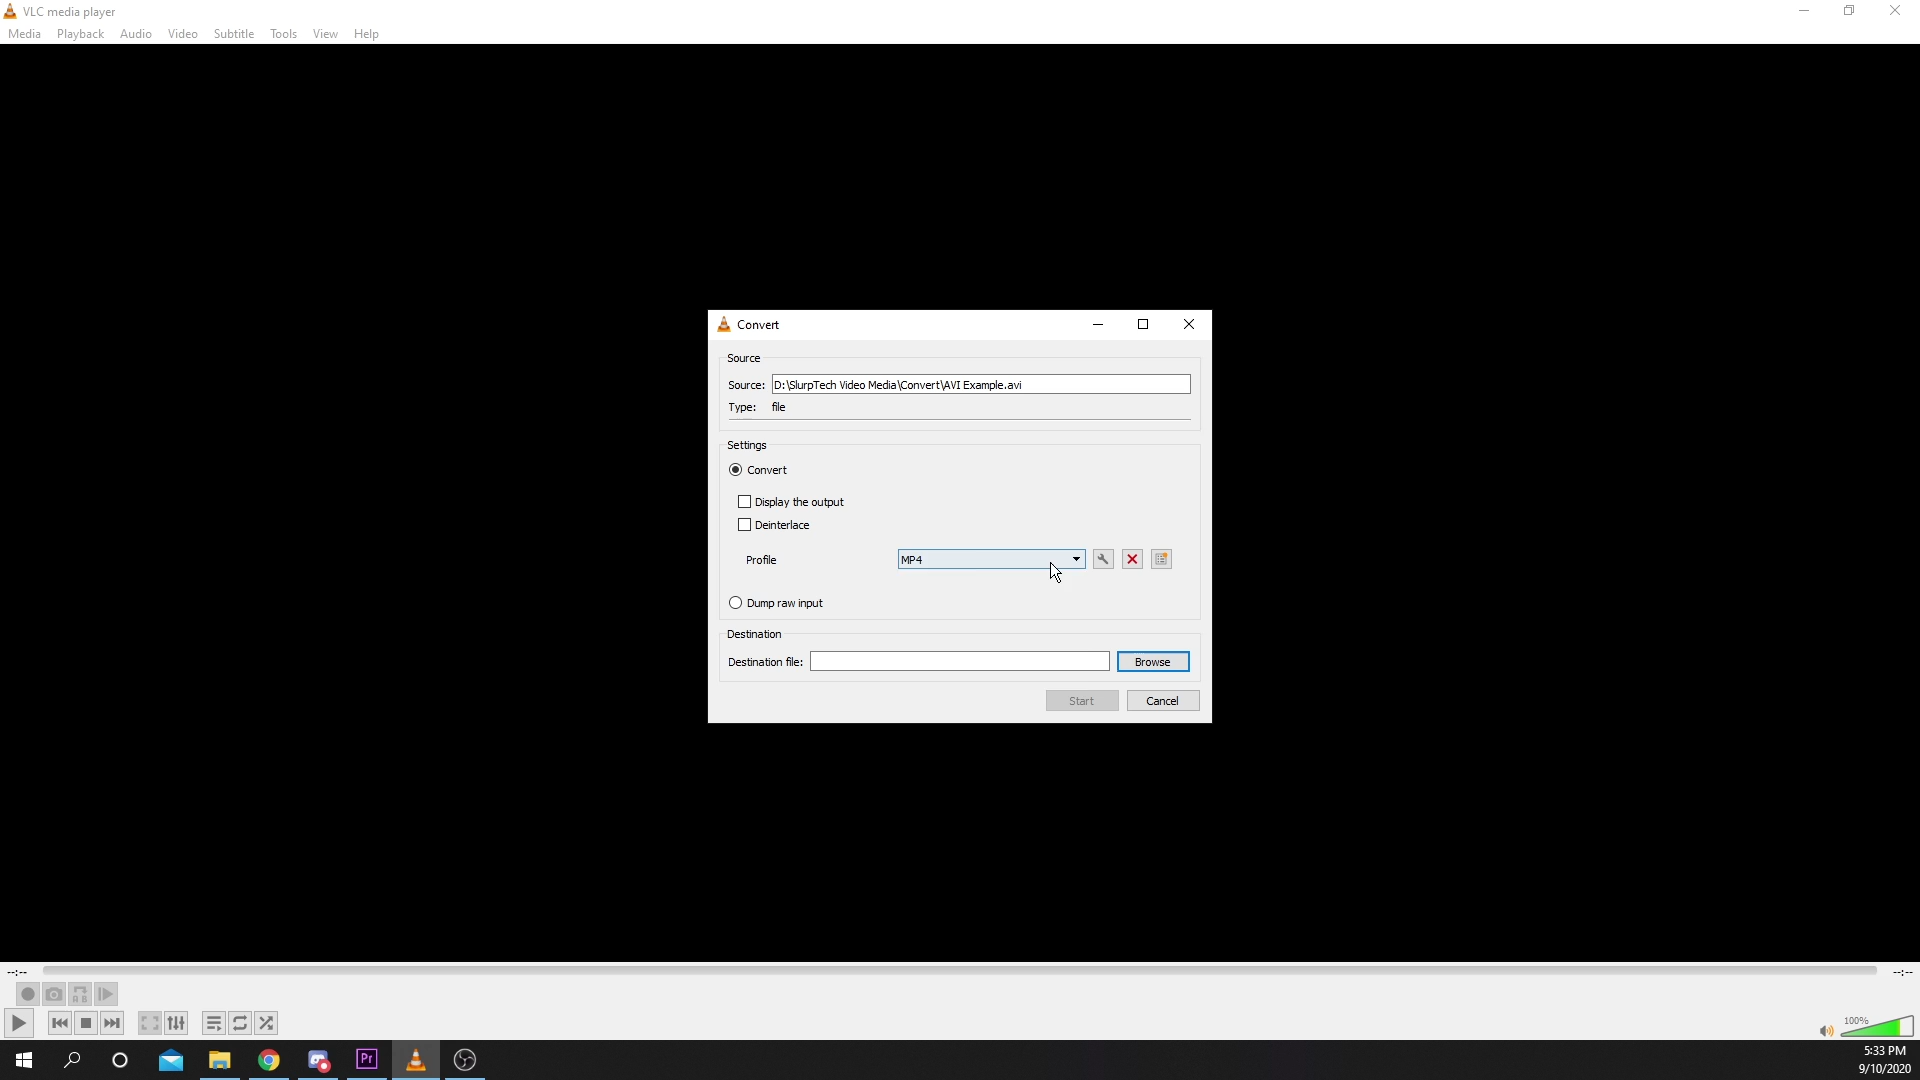 VLC media player
Media Playback Audio Video Subtitle Tools View Help
Convert
Source
Source: D:\SlurpTech Video Media\Convert\AVI Example.avi
Type: file
Settings
Convert
Display the output
Deinterlace
Profile MP4
Dump raw input
Destination
Destination file: Browse
Start Cancel
--:-- --:--
A B
100%
Pr
5:33 PM
9/10/2020